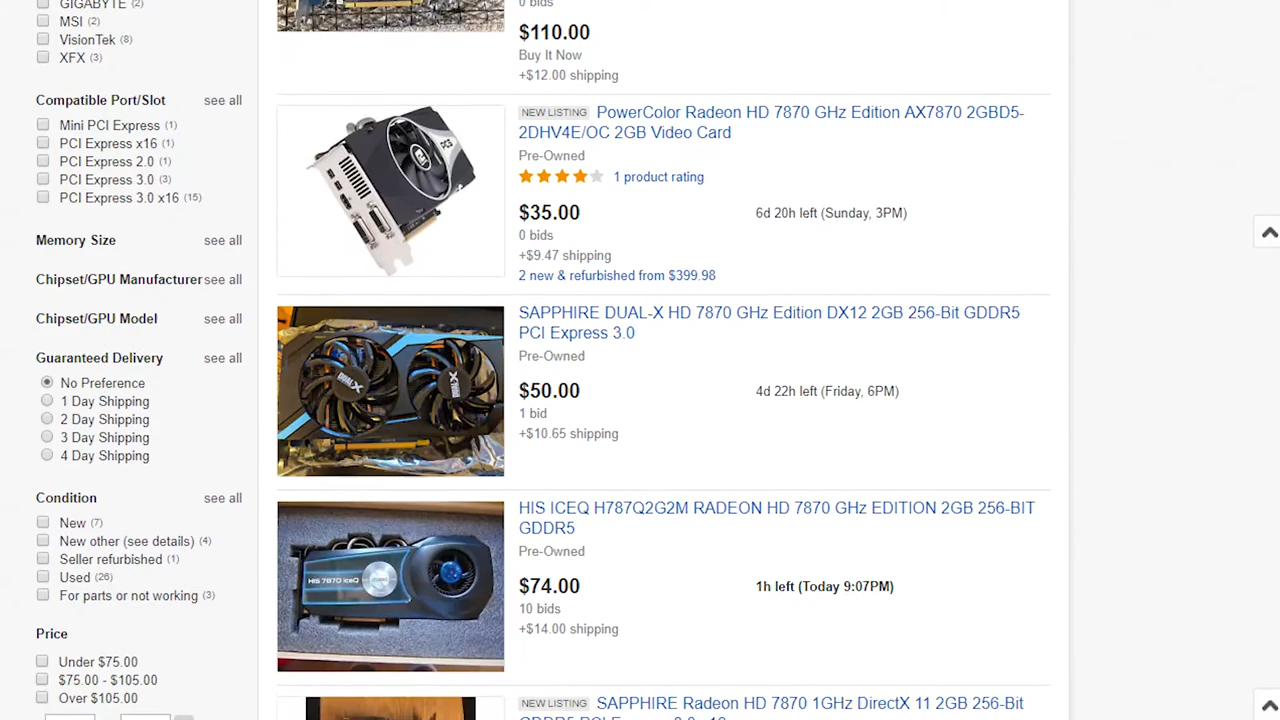 GIGABYTE (2)
MSI (2)
VisionTek (8)
XFX (3)
Compatible Port/Slot see all
Mini PCI Express (1)
PCI Express x16 (1)
PCI Express 2.0 (1)
PCI Express 3.0 (3)
PCI Express 3.0 x16 (15)
Memory Size see all
Chipset/GPU Manufacturer see all
Chipset/GPU Model see all
Guaranteed Delivery see all
No Preference
1 Day Shipping
2 Day Shipping
3 Day Shipping
4 Day Shipping
Condition see all
New (7)
New other (see details) (4)
Seller refurbished (1)
Used (26)
For parts or not working (3)
Price
Under $75.00
$75.00 - $105.00
Over $105.00
0 bids
$110.00
Buy It Now
+$12.00 shipping
NEW LISTING PowerColor Radeon HD 7870 GHz Edition AX7870 2GBD5-
2DHV4E/OC 2GB Video Card
Pre-Owned
1 product rating
$35.00 6d 20h left (Sunday, 3PM)
0 bids
+$9.47 shipping
2 new & refurbished from $399.98
PCS
SAPPHIRE DUAL-X HD 7870 GHz Edition DX12 2GB 256-Bit GDDR5
PCI Express 3.0
Pre-Owned
$50.00 4d 22h left (Friday, 6PM)
1 bid
+$10.65 shipping
DUAL-X
HIS ICEQ H787Q2G2M RADEON HD 7870 GHz EDITION 2GB 256-BIT
GDDR5
Pre-Owned
$74.00 1h left (Today 9:07PM)
10 bids
+$14.00 shipping
HIS 7870 IceQ
NEW LISTING SAPPHIRE Radeon HD 7870 1GHz DirectX 11 2GB 256-Bit